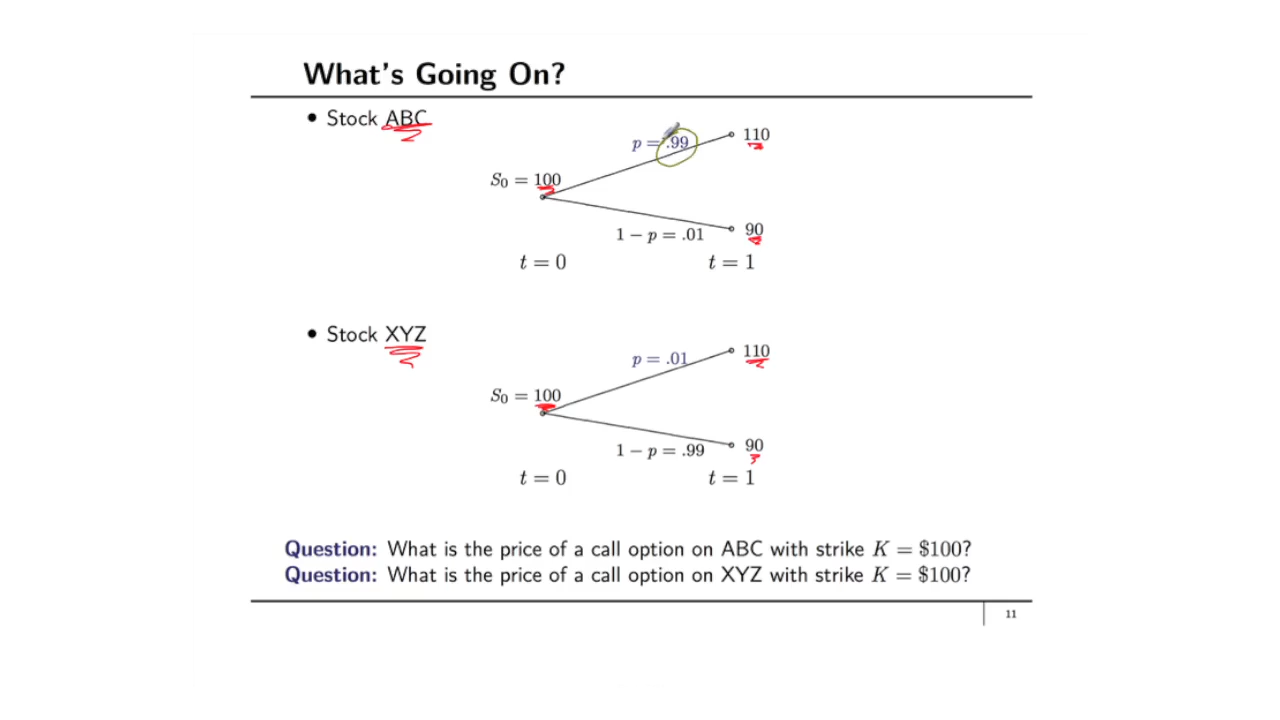 What's Going On?
• Stock ABC
p = .99
110
S₀ = 100
90
1 − p = .01
t = 0
t = 1
• Stock XYZ
p = .01
110
S₀ = 100
90
1 − p = .99
t = 0
t = 1
Question: What is the price of a call option on ABC with strike K = $100?
Question: What is the price of a call option on XYZ with strike K = $100?
11